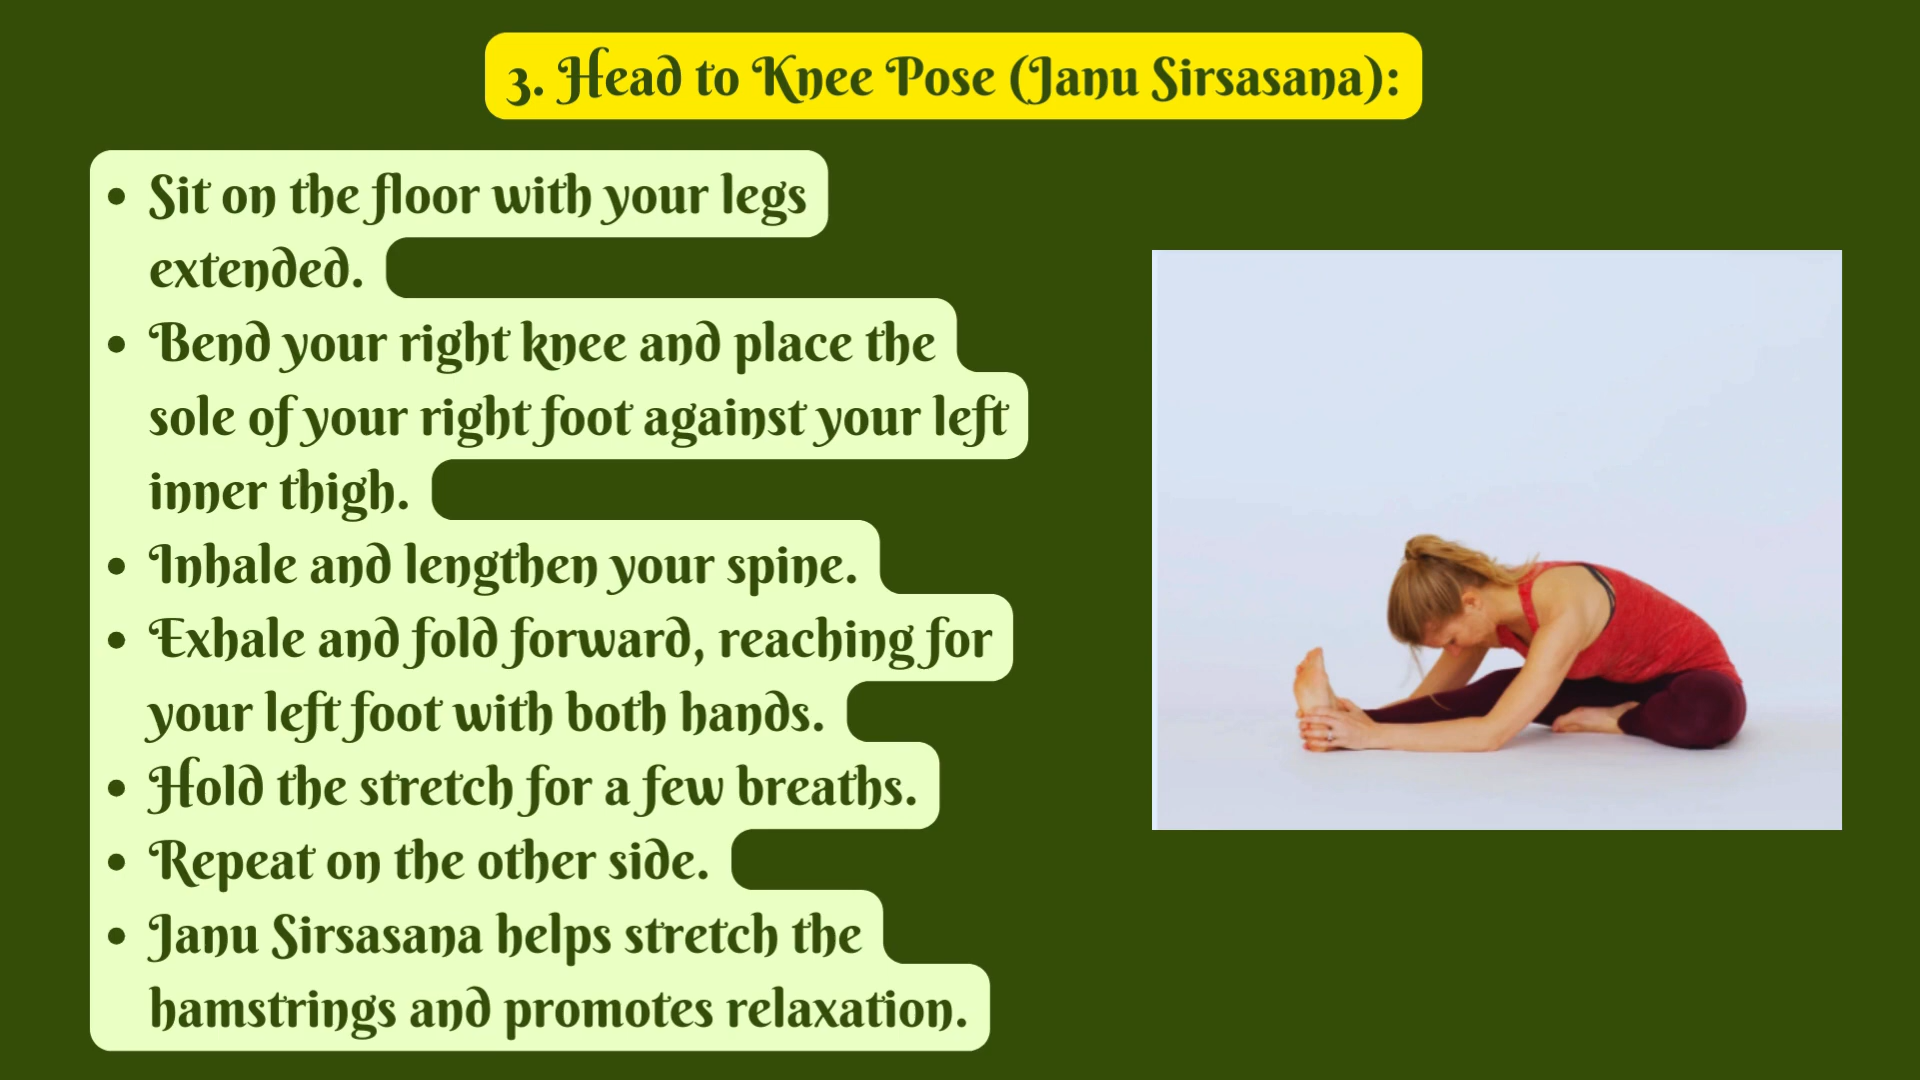 3. Head to Knee Pose (Janu Sirsasana):
• Sit on the floor with your legs
extended.
• Bend your right knee and place the
sole of your right foot against your left
inner thigh.
• Inhale and lengthen your spine.
• Exhale and fold forward, reaching for
your left foot with both hands.
• Hold the stretch for a few breaths.
• Repeat on the other side.
• Janu Sirsasana helps stretch the
hamstrings and promotes relaxation.